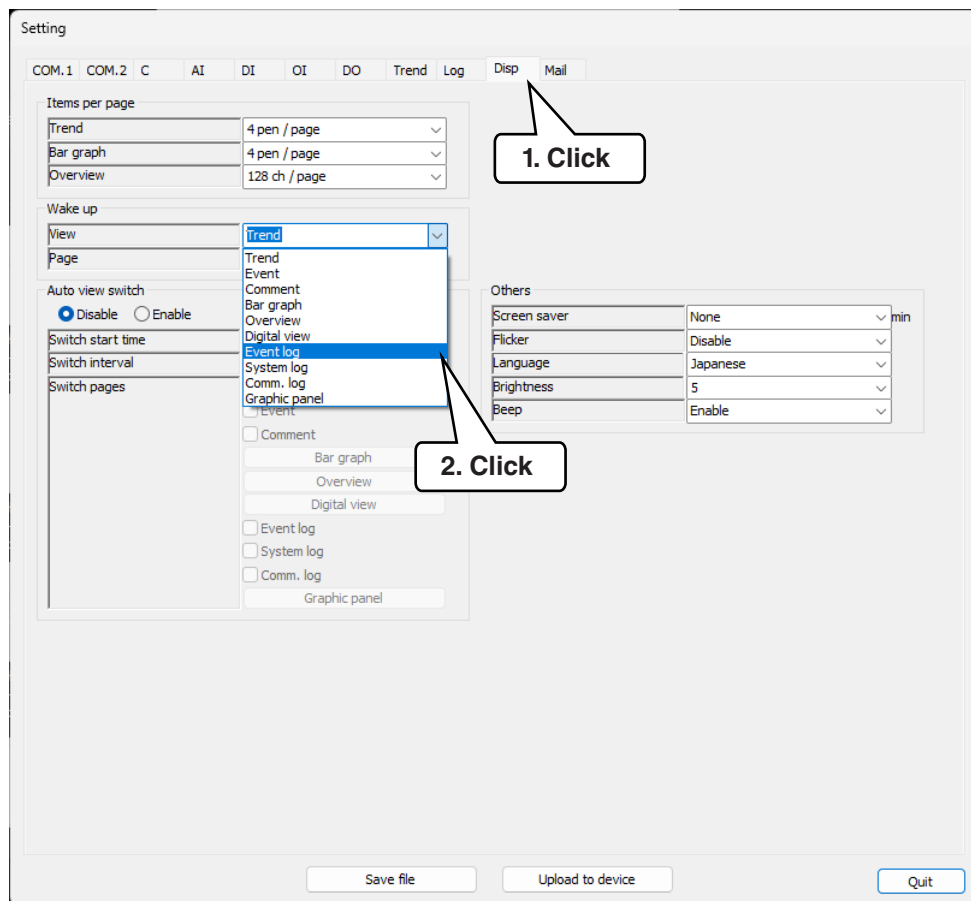 Setting
COM.1 COM.2 C AI DI OI DO Trend Log Disp Mail
1. Click
Items per page
Trend 4 pen / page
Bar graph 4 pen / page
Overview 128 ch / page
Wake up
View Trend
Page
Trend
Event
Comment
Bar graph
Overview
Digital view
Event log
System log
Comm. log
Graphic panel
2. Click
Auto view switch
Disable Enable
Switch start time
Switch interval
Switch pages
Event
Comment
Bar graph
Overview
Digital view
Event log
System log
Comm. log
Graphic panel
Others
Screen saver None min
Flicker Disable
Language Japanese
Brightness 5
Beep Enable
Save file Upload to device Quit